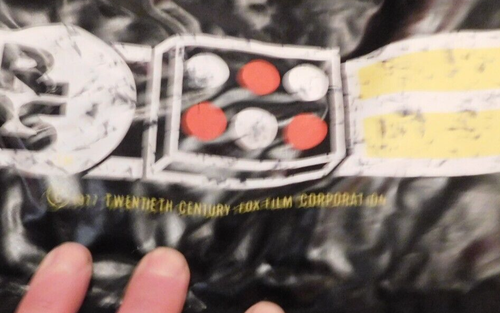 © 1977 TWENTIETH CENTURY-FOX FILM CORPORATION